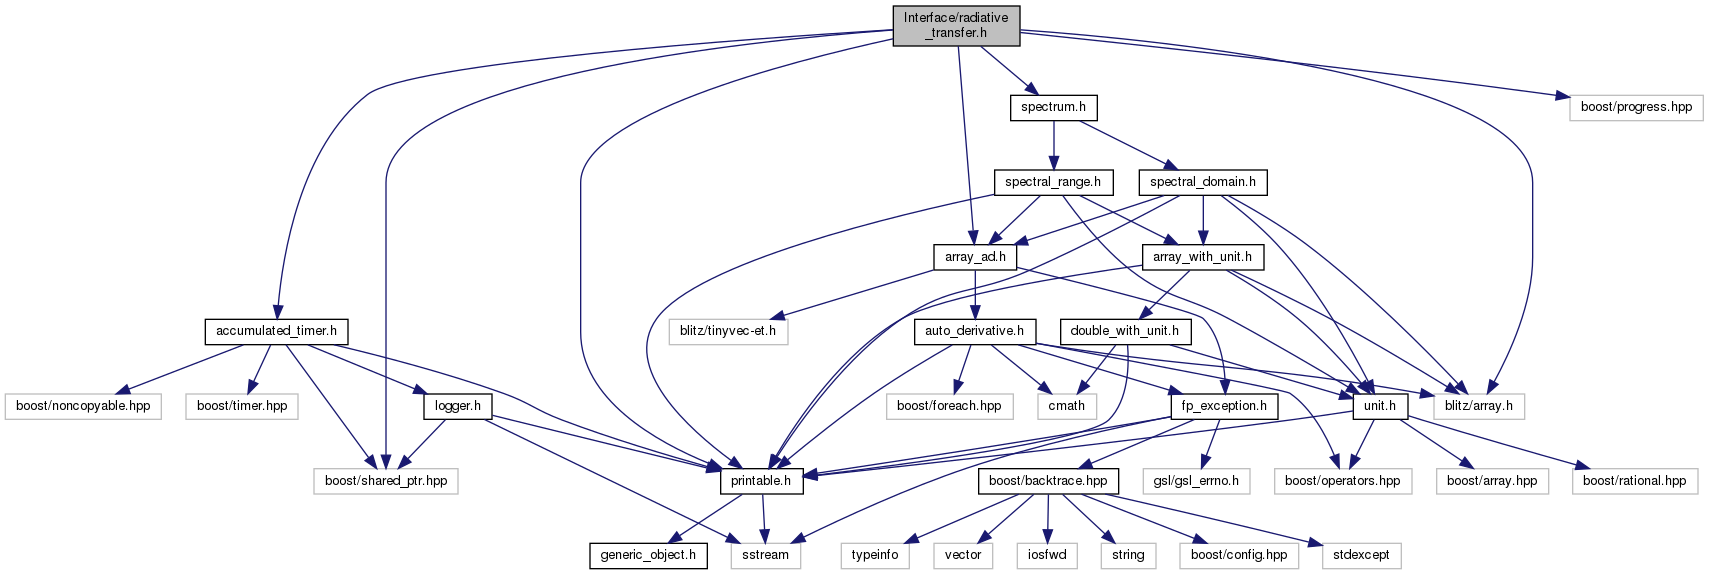 Interface/radiative
_transfer.h
spectrum.h
boost/progress.hpp
spectral_range.h
spectral_domain.h
array_ad.h
array_with_unit.h
accumulated_timer.h
blitz/tinyvec-et.h
auto_derivative.h
double_with_unit.h
boost/noncopyable.hpp
boost/timer.hpp
logger.h
boost/foreach.hpp
cmath
fp_exception.h
unit.h
blitz/array.h
boost/shared_ptr.hpp
printable.h
boost/backtrace.hpp
gsl/gsl_errno.h
boost/operators.hpp
boost/array.hpp
boost/rational.hpp
generic_object.h
sstream
typeinfo
vector
iosfwd
string
boost/config.hpp
stdexcept